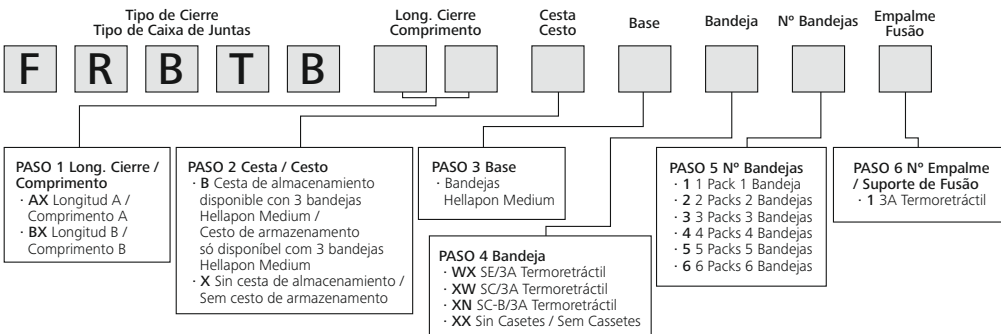 Tipo de Cierre
Tipo de Caixa de Juntas
Long. Cierre
Comprimento
Cesta
Cesto
Base
Bandeja
Nº Bandejas
Empalme
Fusão
F R B T B
PASO 1 Long. Cierre /
Comprimento
· AX Longitud A /
Comprimento A
· BX Longitud B /
Comprimento B
PASO 2 Cesta / Cesto
· B Cesta de almacenamiento
disponible con 3 bandejas
Hellapon Medium /
Cesto de armazenamento
só disponíbel com 3 bandejas
Hellapon Medium
· X Sin cesta de almacenamiento /
Sem cesto de armazenamento
PASO 3 Base
· Bandejas
Hellapon Medium
PASO 4 Bandeja
· WX SE/3A Termoretráctil
· XW SC/3A Termoretráctil
· XN SC-B/3A Termoretráctil
· XX Sin Casetes / Sem Cassetes
PASO 5 Nº Bandejas
· 1 1 Pack 1 Bandeja
· 2 2 Packs 2 Bandejas
· 3 3 Packs 3 Bandejas
· 4 4 Packs 4 Bandejas
· 5 5 Packs 5 Bandejas
· 6 6 Packs 6 Bandejas
PASO 6 Nº Empalme
/ Suporte de Fusão
· 1 3A Termoretráctil